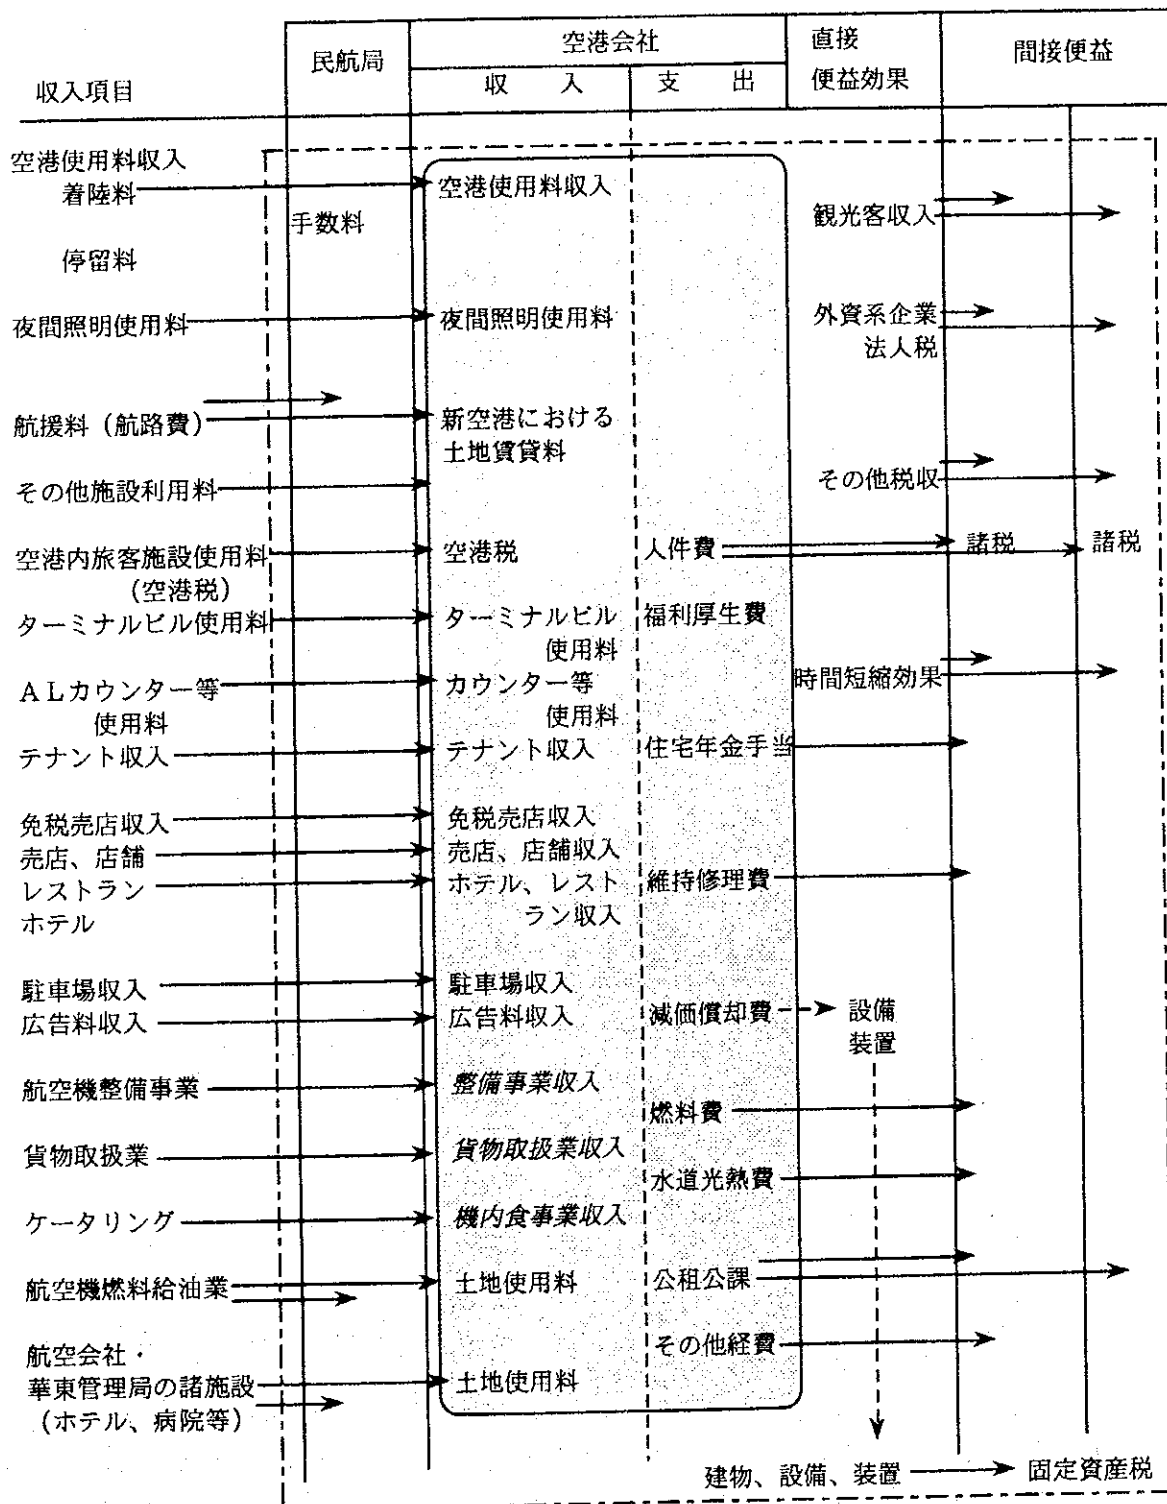 収入項目
民航局
空港会社
収 入
支 出
直接
便益効果
間接便益
空港使用料収入
着陸料
停留料
夜間照明使用料
航援料（航路費）
その他施設利用料
空港内旅客施設使用料
（空港税）
ターミナルビル使用料
ＡＬカウンター等
使用料
テナント収入
免税売店収入
売店、店舗
レストラン
ホテル
駐車場収入
広告料収入
航空機整備事業
貨物取扱業
ケータリング
航空機燃料給油業
航空会社・
華東管理局の諸施設
（ホテル、病院等）
手数料
空港使用料収入
夜間照明使用料
新空港における
土地賃貸料
空港税
ターミナルビル
使用料
カウンター等
使用料
テナント収入
免税売店収入
売店、店舗収入
ホテル、レスト
ラン収入
駐車場収入
広告料収入
整備事業収入
貨物取扱業収入
機内食事業収入
土地使用料
土地使用料
人件費
福利厚生費
住宅年金手当
維持修理費
減価償却費
燃料費
水道光熱費
公租公課
その他経費
観光客収入
外資系企業
法人税
その他税収
時間短縮効果
設備
装置
諸税
諸税
建物、設備、装置
固定資産税